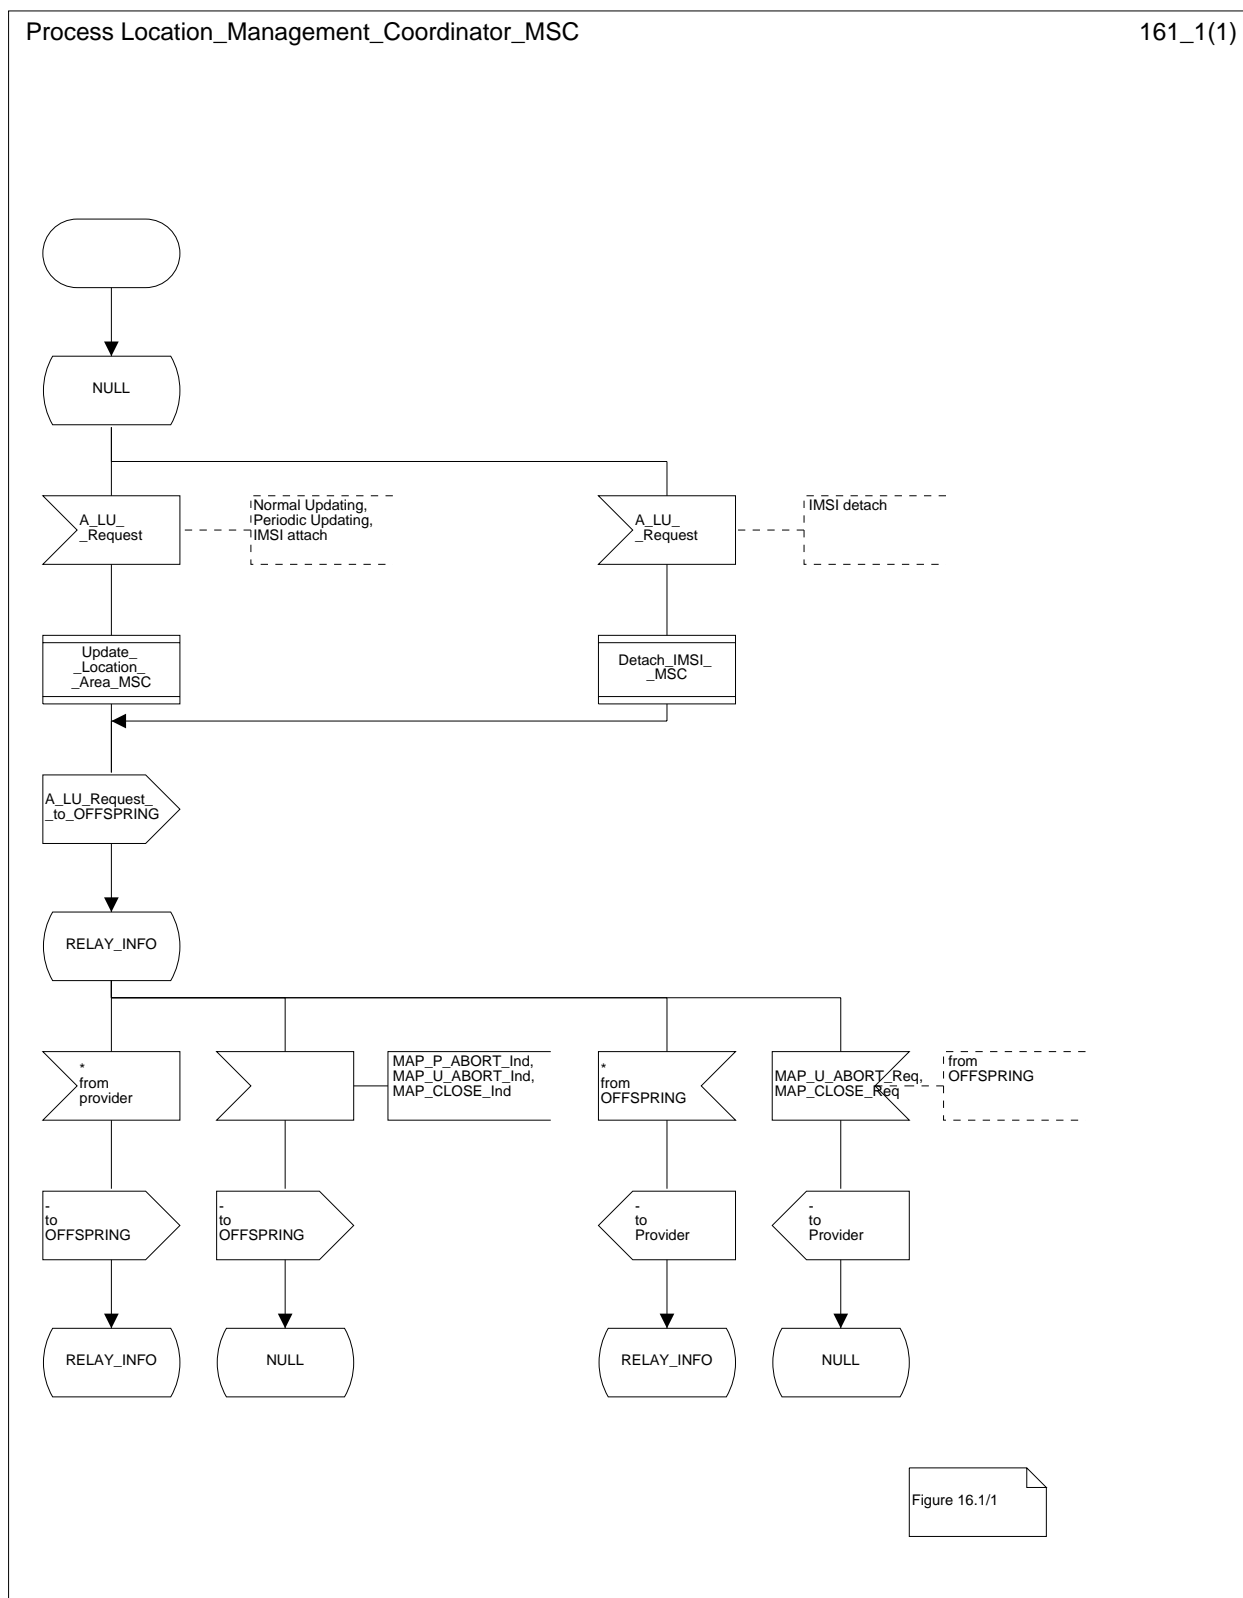 Process Location_Management_Coordinator_MSC
161_1(1)
NULL
A_LU_
_Request
Normal Updating,
Periodic Updating,
IMSI attach
A_LU_
_Request
IMSI detach
Update_
_Location_
_Area_MSC
Detach_IMSI_
_MSC
A_LU_Request_
_to_OFFSPRING
RELAY_INFO
*
from
provider
MAP_P_ABORT_Ind,
MAP_U_ABORT_Ind,
MAP_CLOSE_Ind
*
from
OFFSPRING
MAP_U_ABORT_Req,
MAP_CLOSE_Req
from
OFFSPRING
-
to
OFFSPRING
-
to
OFFSPRING
-
to
Provider
-
to
Provider
RELAY_INFO
NULL
RELAY_INFO
NULL
Figure 16.1/1